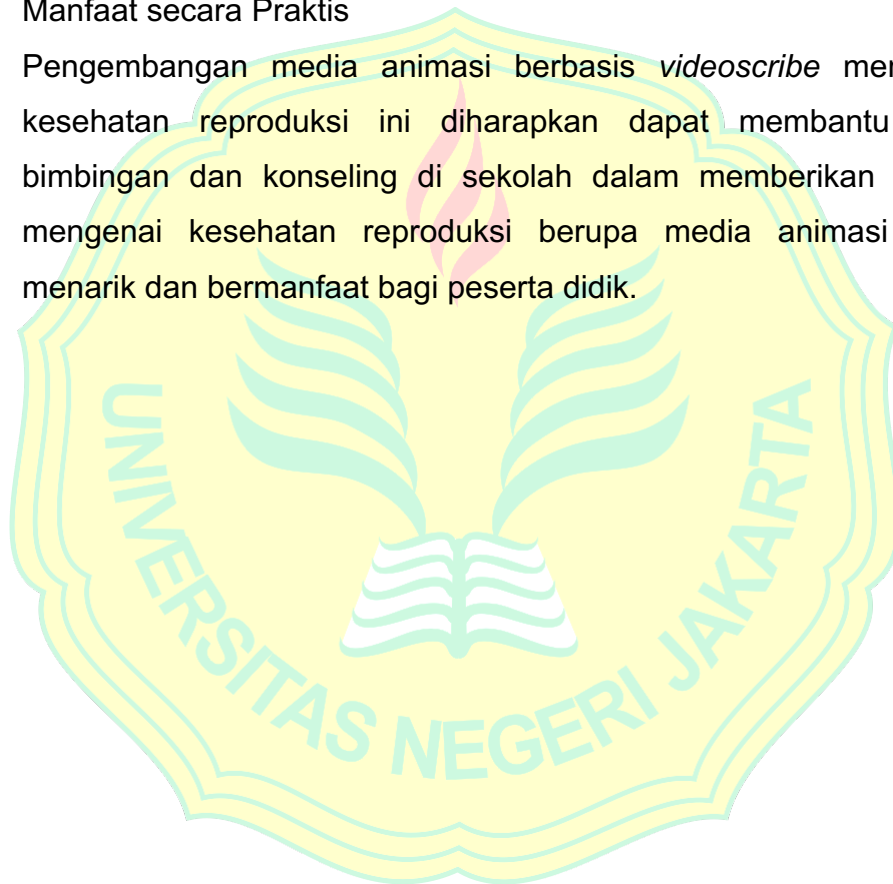 Manfaat secara Praktis
Pengembangan media animasi berbasis videoscribe
kesehatan reproduksi ini diharapkan dapat membantu
bimbingan dan konseling di sekolah dalam memberikan
mengenai kesehatan reproduksi berupa media animasi
menarik dan bermanfaat bagi peserta didik.
UNIVERSITAS NEGERI JAKARTA